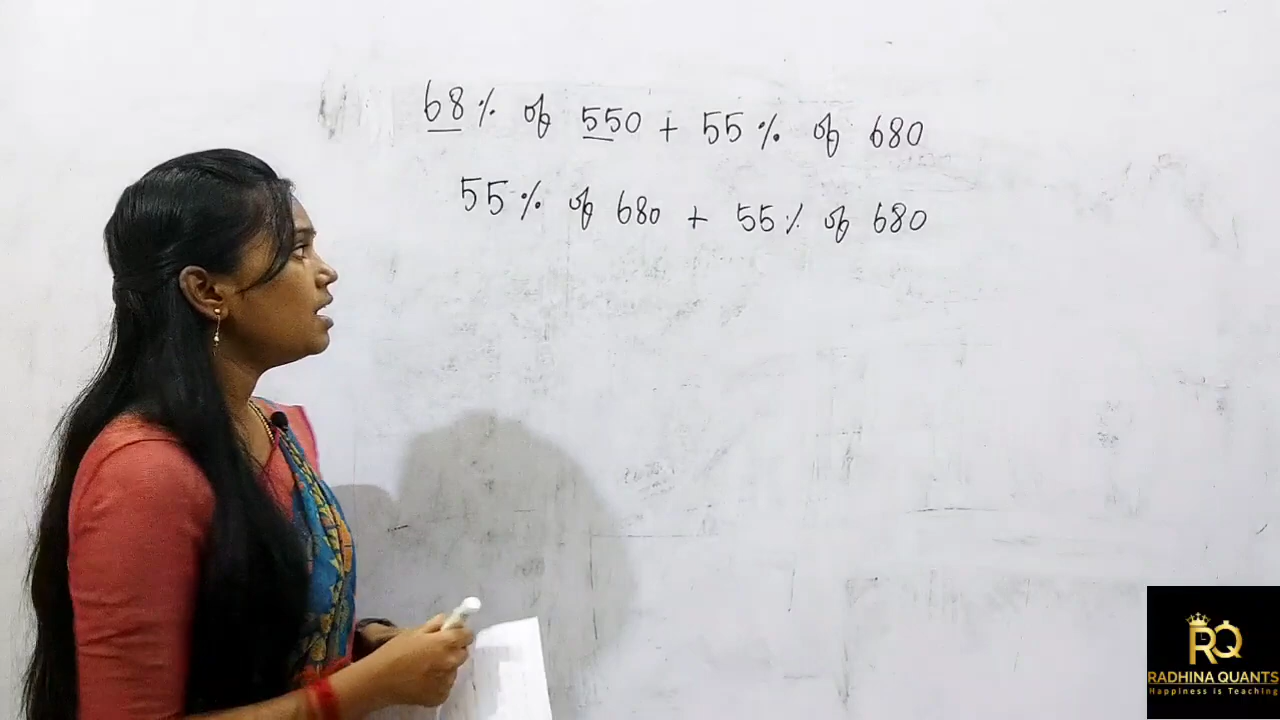 68% of 550 + 55% of 680
55% of 680 + 55% of 680
RQ
RADHINA QUANTS
Happiness is Teaching